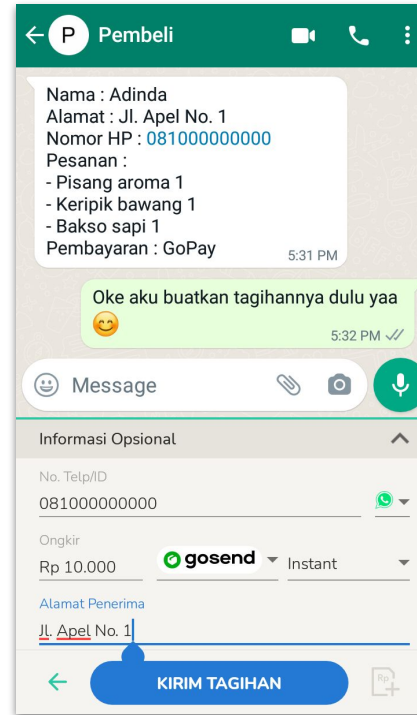 P Pembeli
Nama : Adinda
Alamat : Jl. Apel No. 1
Nomor HP : 081000000000
Pesanan :
- Pisang aroma 1
- Keripik bawang 1
- Bakso sapi 1
Pembayaran : GoPay
5:31 PM
Oke aku buatkan tagihannya dulu yaa
😊
5:32 PM
Message
Informasi Opsional
No. Telp/ID
081000000000
Ongkir
Rp 10.000 gosend Instant
Alamat Penerima
Jl. Apel No. 1
KIRIM TAGIHAN
Rp